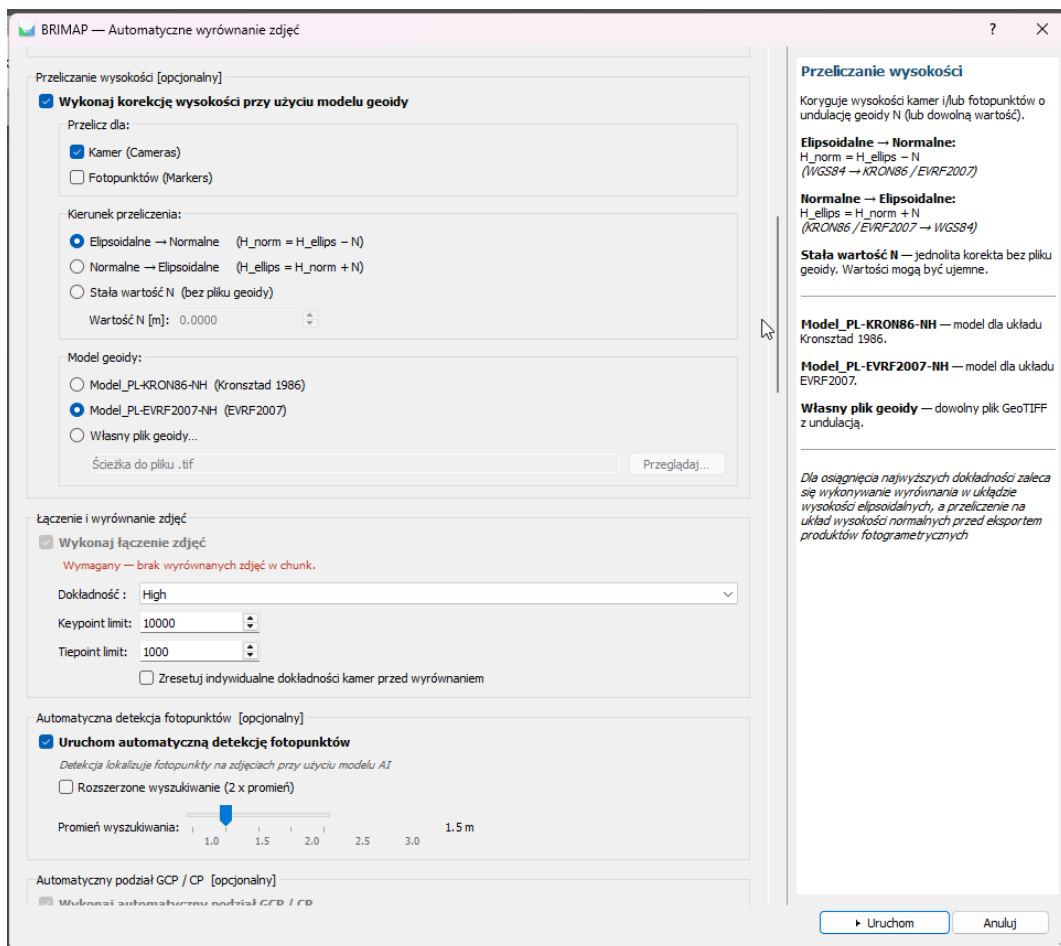 BRIMAP — Automatyczne wyrównanie zdjęć
?
Przeliczanie wysokości [opcjonalny]
Wykonaj korekcję wysokości przy użyciu modelu geoidy
Przelicz dla:
Kamer (Cameras)
Fotopunktów (Markers)
Kierunek przeliczenia:
Elipsoidalne → Normalne (H_norm = H_ellips − N)
Normalne → Elipsoidalne (H_ellips = H_norm + N)
Stała wartość N (bez pliku geoidy)
Wartość N [m]: 0.0000
Model geoidy:
Model_PL-KRON86-NH (Kronsztad 1986)
Model_PL-EVRF2007-NH (EVRF2007)
Własny plik geoidy...
Ścieżka do pliku .tif
Przeglądaj...
Łączenie i wyrównanie zdjęć
Wykonaj łączenie zdjęć
Wymagany — brak wyrównanych zdjęć w chunk.
Dokładność : High
Keypoint limit: 10000
Tiepoint limit: 1000
Zresetuj indywidualne dokładności kamer przed wyrównaniem
Automatyczna detekcja fotopunktów [opcjonalny]
Uruchom automatyczną detekcję fotopunktów
Detekcja lokalizuje fotopunkty na zdjęciach przy użyciu modelu AI
Rozszerzone wyszukiwanie (2 x promień)
Promień wyszukiwania: 1.5 m
1.0 1.5 2.0 2.5 3.0
Automatyczny podział GCP / CP [opcjonalny]
Wykonaj automatyczny podział GCP / CP
Przeliczanie wysokości
Koryguje wysokości kamer i/lub fotopunktów o
undulację geoidy N (lub dowolną wartość).
Elipsoidalne → Normalne:
H_norm = H_ellips − N
(WGS84 → KRON86 / EVRF2007)
Normalne → Elipsoidalne:
H_ellips = H_norm + N
(KRON86 / EVRF2007 → WGS84)
Stała wartość N — jednolita korekta bez pliku
geoidy. Wartości mogą być ujemne.
Model_PL-KRON86-NH — model dla układu
Kronsztad 1986.
Model_PL-EVRF2007-NH — model dla układu
EVRF2007.
Własny plik geoidy — dowolny plik GeoTIFF
z undulacją.
Dla osiągnięcia najwyższych dokładności zaleca
się wykonywanie wyrównania w ukłądzie
wysokości elipsoidalnych, a przeliczenie na
układ wysokości normalnych przed eksportem
produktów fotogrametrycznych
Uruchom
Anuluj